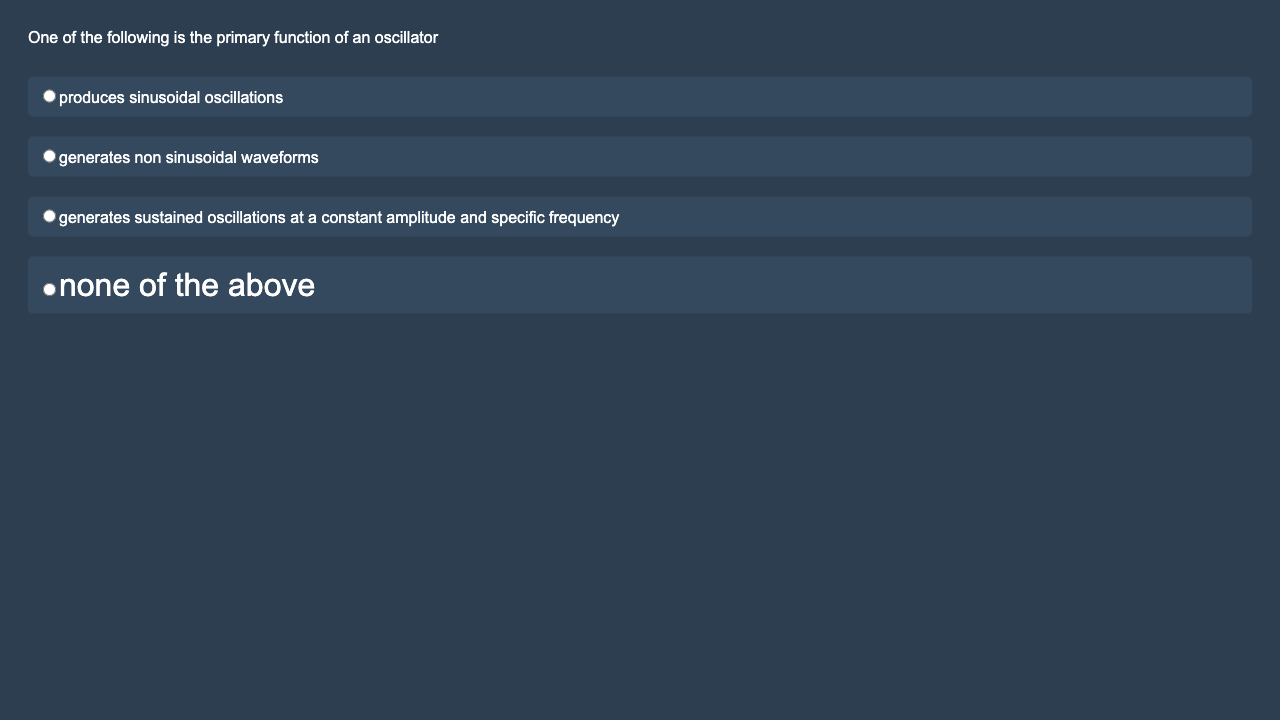 One of the following is the primary function of an oscillator
produces sinusoidal oscillations
generates non sinusoidal waveforms
generates sustained oscillations at a constant amplitude and specific frequency
none of the above